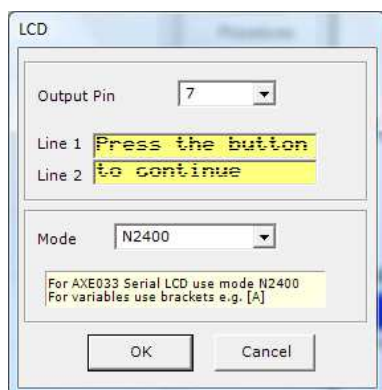 LCD
Output Pin 7
Line 1 Press the button
Line 2 to continue
Mode N2400
For AXE033 Serial LCD use mode N2400
For variables use brackets e.g. [A]
OK Cancel